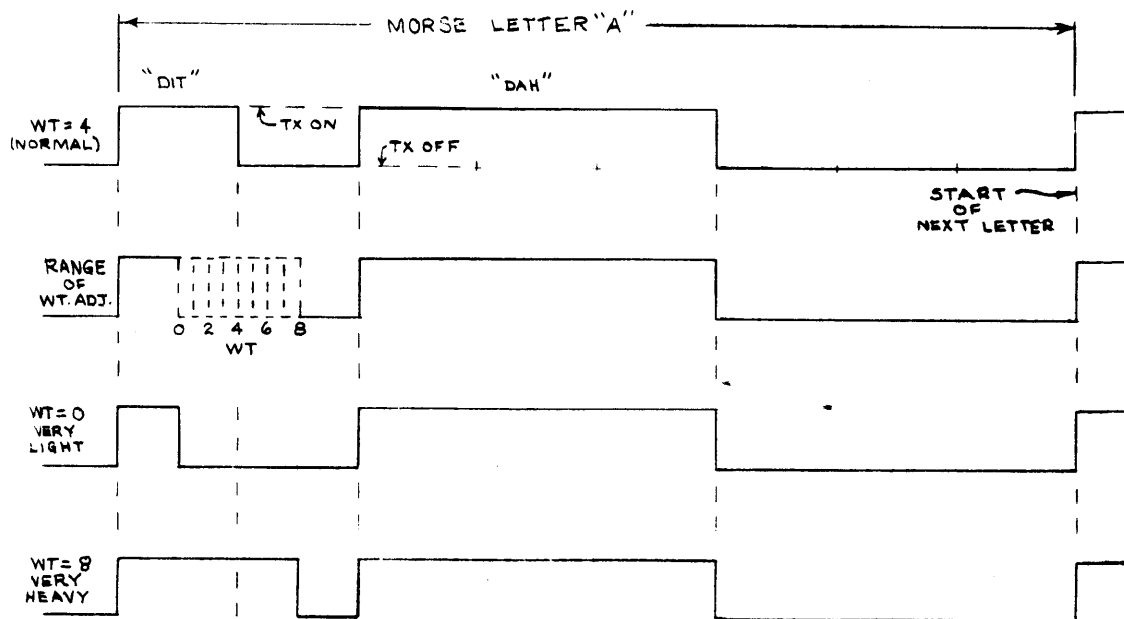 MORSE LETTER "A"
"DIT"
"DAH"
WT = 4
(NORMAL)
TX ON
TX OFF
START
OF
NEXT LETTER
RANGE
OF
WT. ADJ.
0 2 4 6 8
WT
WT = 0
VERY
LIGHT
WT = 8
VERY
HEAVY